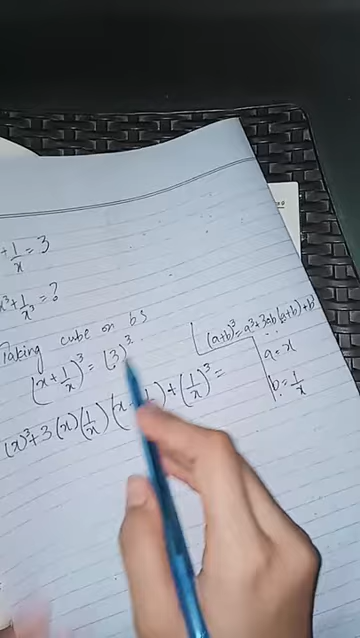 + 1/x = 3
x³ + 1/x³ = ?
Taking cube on bs
(x + 1/x)³ = (3)³
(a+b)³ = a³+3ab(a+b)+b³
a = x
b = 1/x
(x)³ + 3(x)(1/x)(x + 1/x) + (1/x)³ =